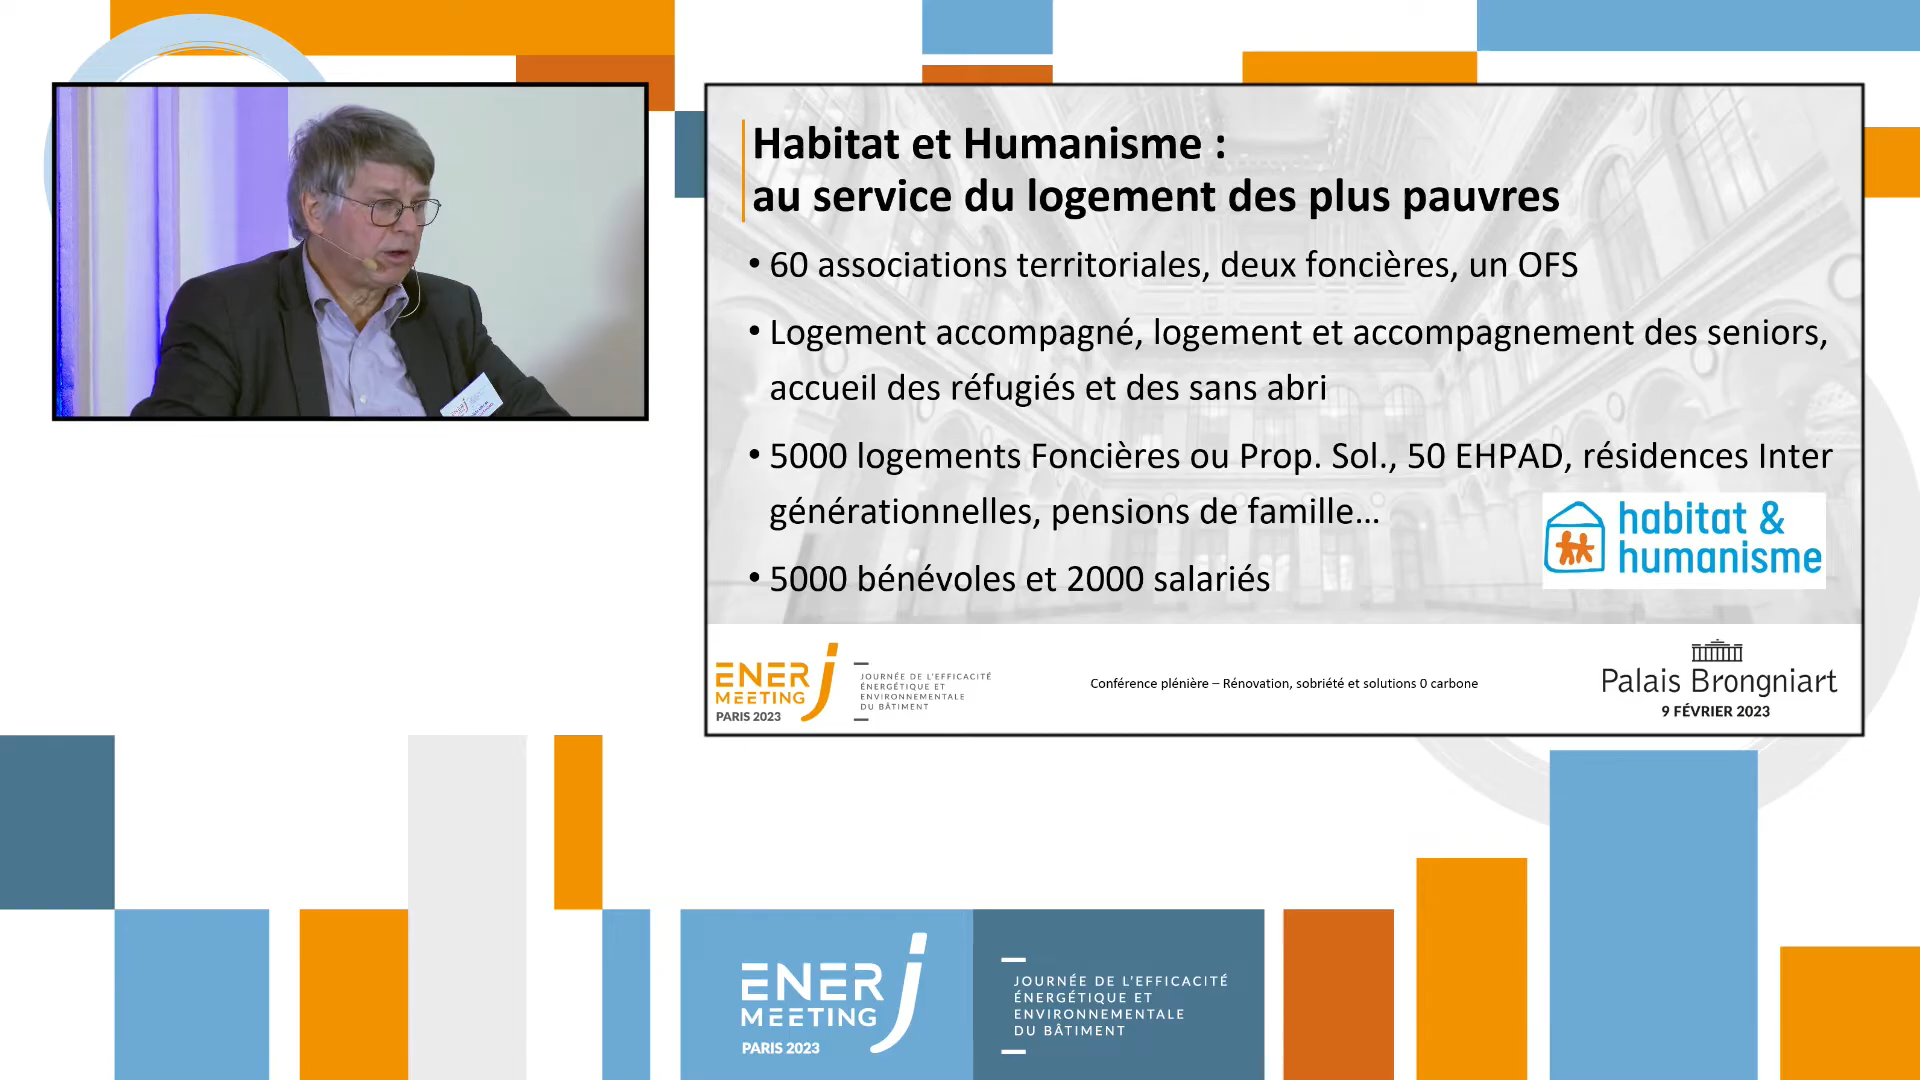 Habitat et Humanisme :
au service du logement des plus pauvres
• 60 associations territoriales, deux foncières, un OFS
• Logement accompagné, logement et accompagnement des seniors,
accueil des réfugiés et des sans abri
• 5000 logements Foncières ou Prop. Sol., 50 EHPAD, résidences Inter
générationnelles, pensions de famille...
• 5000 bénévoles et 2000 salariés
habitat &
humanisme
ENER J
MEETING
PARIS 2023
JOURNÉE DE L'EFFICACITÉ
ÉNERGÉTIQUE ET
ENVIRONNEMENTALE
DU BÂTIMENT
Conférence plénière – Rénovation, sobriété et solutions 0 carbone
Palais Brongniart
9 FÉVRIER 2023
ENER J
MEETING
PARIS 2023
JOURNÉE DE L'EFFICACITÉ
ÉNERGÉTIQUE ET
ENVIRONNEMENTALE
DU BÂTIMENT